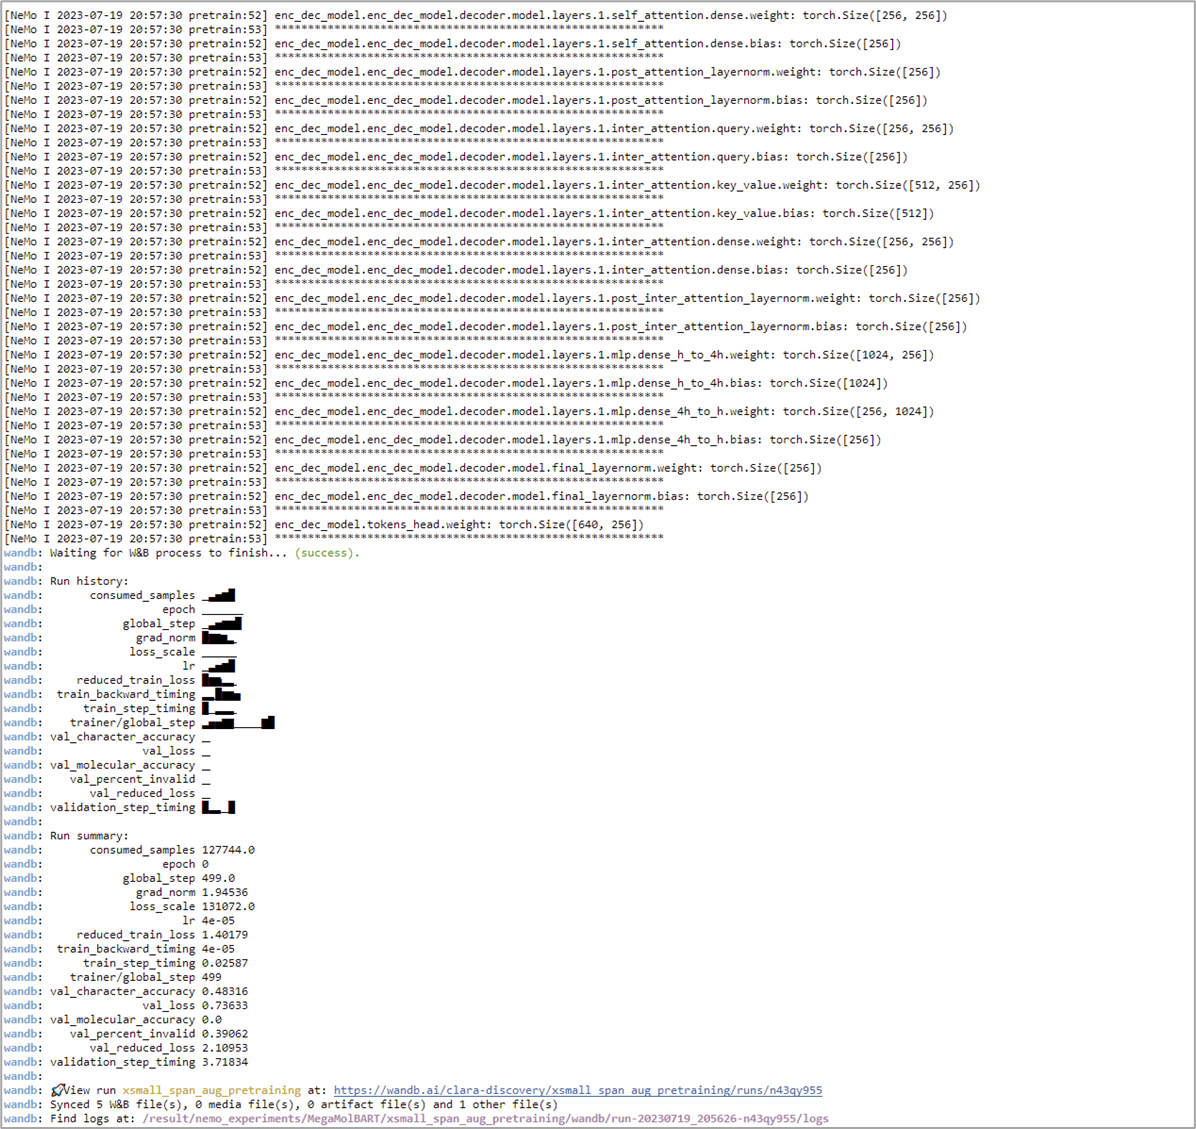 [NeMo I 2023-07-19 20:57:30 pretrain:52] enc_dec_model.enc_dec_model.decoder.model.layers.1.self_attention.dense.weight: torch.Size([256, 256])
[NeMo I 2023-07-19 20:57:30 pretrain:53] ***********************************************************
[NeMo I 2023-07-19 20:57:30 pretrain:52] enc_dec_model.enc_dec_model.decoder.model.layers.1.self_attention.dense.bias: torch.Size([256])
[NeMo I 2023-07-19 20:57:30 pretrain:53] ***********************************************************
[NeMo I 2023-07-19 20:57:30 pretrain:52] enc_dec_model.enc_dec_model.decoder.model.layers.1.post_attention_layernorm.weight: torch.Size([256])
[NeMo I 2023-07-19 20:57:30 pretrain:53] ***********************************************************
[NeMo I 2023-07-19 20:57:30 pretrain:52] enc_dec_model.enc_dec_model.decoder.model.layers.1.post_attention_layernorm.bias: torch.Size([256])
[NeMo I 2023-07-19 20:57:30 pretrain:53] ***********************************************************
[NeMo I 2023-07-19 20:57:30 pretrain:52] enc_dec_model.enc_dec_model.decoder.model.layers.1.inter_attention.query.weight: torch.Size([256, 256])
[NeMo I 2023-07-19 20:57:30 pretrain:53] ***********************************************************
[NeMo I 2023-07-19 20:57:30 pretrain:52] enc_dec_model.enc_dec_model.decoder.model.layers.1.inter_attention.query.bias: torch.Size([256])
[NeMo I 2023-07-19 20:57:30 pretrain:53] ***********************************************************
[NeMo I 2023-07-19 20:57:30 pretrain:52] enc_dec_model.enc_dec_model.decoder.model.layers.1.inter_attention.key_value.weight: torch.Size([512, 256])
[NeMo I 2023-07-19 20:57:30 pretrain:53] ***********************************************************
[NeMo I 2023-07-19 20:57:30 pretrain:52] enc_dec_model.enc_dec_model.decoder.model.layers.1.inter_attention.key_value.bias: torch.Size([512])
[NeMo I 2023-07-19 20:57:30 pretrain:53] ***********************************************************
[NeMo I 2023-07-19 20:57:30 pretrain:52] enc_dec_model.enc_dec_model.decoder.model.layers.1.inter_attention.dense.weight: torch.Size([256, 256])
[NeMo I 2023-07-19 20:57:30 pretrain:53] ***********************************************************
[NeMo I 2023-07-19 20:57:30 pretrain:52] enc_dec_model.enc_dec_model.decoder.model.layers.1.inter_attention.dense.bias: torch.Size([256])
[NeMo I 2023-07-19 20:57:30 pretrain:53] ***********************************************************
[NeMo I 2023-07-19 20:57:30 pretrain:52] enc_dec_model.enc_dec_model.decoder.model.layers.1.post_inter_attention_layernorm.weight: torch.Size([256])
[NeMo I 2023-07-19 20:57:30 pretrain:53] ***********************************************************
[NeMo I 2023-07-19 20:57:30 pretrain:52] enc_dec_model.enc_dec_model.decoder.model.layers.1.post_inter_attention_layernorm.bias: torch.Size([256])
[NeMo I 2023-07-19 20:57:30 pretrain:53] ***********************************************************
[NeMo I 2023-07-19 20:57:30 pretrain:52] enc_dec_model.enc_dec_model.decoder.model.layers.1.mlp.dense_h_to_4h.weight: torch.Size([1024, 256])
[NeMo I 2023-07-19 20:57:30 pretrain:53] ***********************************************************
[NeMo I 2023-07-19 20:57:30 pretrain:52] enc_dec_model.enc_dec_model.decoder.model.layers.1.mlp.dense_h_to_4h.bias: torch.Size([1024])
[NeMo I 2023-07-19 20:57:30 pretrain:53] ***********************************************************
[NeMo I 2023-07-19 20:57:30 pretrain:52] enc_dec_model.enc_dec_model.decoder.model.layers.1.mlp.dense_4h_to_h.weight: torch.Size([256, 1024])
[NeMo I 2023-07-19 20:57:30 pretrain:53] ***********************************************************
[NeMo I 2023-07-19 20:57:30 pretrain:52] enc_dec_model.enc_dec_model.decoder.model.layers.1.mlp.dense_4h_to_h.bias: torch.Size([256])
[NeMo I 2023-07-19 20:57:30 pretrain:53] ***********************************************************
[NeMo I 2023-07-19 20:57:30 pretrain:52] enc_dec_model.enc_dec_model.decoder.model.final_layernorm.weight: torch.Size([256])
[NeMo I 2023-07-19 20:57:30 pretrain:53] ***********************************************************
[NeMo I 2023-07-19 20:57:30 pretrain:52] enc_dec_model.enc_dec_model.decoder.model.final_layernorm.bias: torch.Size([256])
[NeMo I 2023-07-19 20:57:30 pretrain:53] ***********************************************************
[NeMo I 2023-07-19 20:57:30 pretrain:52] enc_dec_model.tokens_head.weight: torch.Size([640, 256])
[NeMo I 2023-07-19 20:57:30 pretrain:53] ***********************************************************
wandb: Waiting for W&B process to finish... (success).
wandb:
wandb: Run history:
wandb: consumed_samples
wandb: epoch
wandb: global_step
wandb: grad_norm
wandb: loss_scale
wandb: lr
wandb: reduced_train_loss
wandb: train_backward_timing
wandb: train_step_timing
wandb: trainer/global_step
wandb: val_character_accuracy
wandb: val_loss
wandb: val_molecular_accuracy
wandb: val_percent_invalid
wandb: val_reduced_loss
wandb: validation_step_timing
wandb:
wandb: Run summary:
wandb: consumed_samples 127744.0
wandb: epoch 0
wandb: global_step 499.0
wandb: grad_norm 1.94536
wandb: loss_scale 131072.0
wandb: lr 4e-05
wandb: reduced_train_loss 1.40179
wandb: train_backward_timing 4e-05
wandb: train_step_timing 0.02587
wandb: trainer/global_step 499
wandb: val_character_accuracy 0.48316
wandb: val_loss 0.73633
wandb: val_molecular_accuracy 0.0
wandb: val_percent_invalid 0.39062
wandb: val_reduced_loss 2.10953
wandb: validation_step_timing 3.71834
wandb:
wandb: 🚀View run xsmall_span_aug_pretraining at: https://wandb.ai/clara-discovery/xsmall_span_aug_pretraining/runs/n43qy955
wandb: Synced 5 W&B file(s), 0 media file(s), 0 artifact file(s) and 1 other file(s)
wandb: Find logs at: /result/nemo_experiments/MegaMolBART/xsmall_span_aug_pretraining/wandb/run-20230719_205626-n43qy955/logs